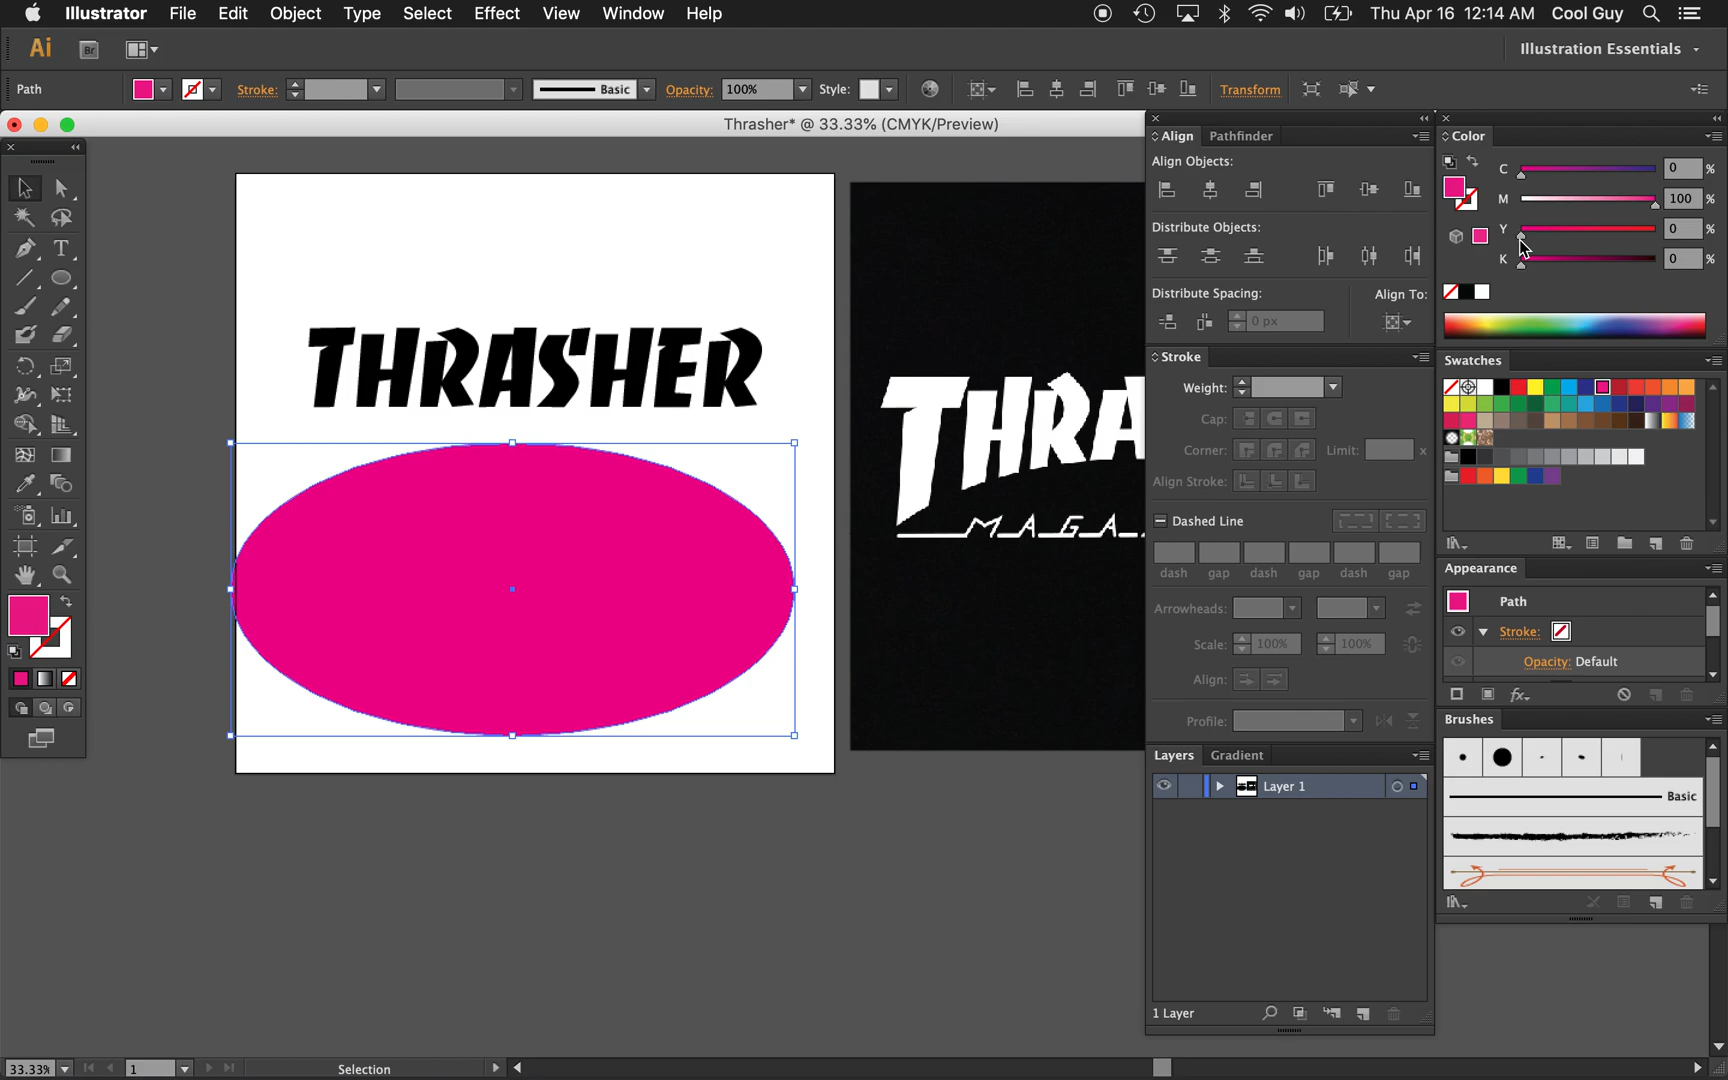 Illustrator File Edit Object Type Select Effect View Window Help Thu Apr 16 12:14 AM Cool Guy
Ai Br Illustration Essentials
Path Stroke: Basic Opacity: 100% Style: Transform
Thrasher* @ 33.33% (CMYK/Preview)
THRASHER
THRA
MAGA
Align Pathfinder
Align Objects:
Distribute Objects:
Distribute Spacing: Align To:
0 px
Stroke
Weight:
Cap:
Corner: Limit: x
Align Stroke:
Dashed Line
dash gap dash gap dash gap
Arrowheads:
Scale: 100% 100%
Align:
Profile:
Layers Gradient
Layer 1
1 Layer
Color
C 0 %
M 100 %
Y 0 %
K 0 %
Swatches
Appearance
Path
Stroke:
Opacity: Default
fx
Brushes
Basic
33.33% 1 Selection